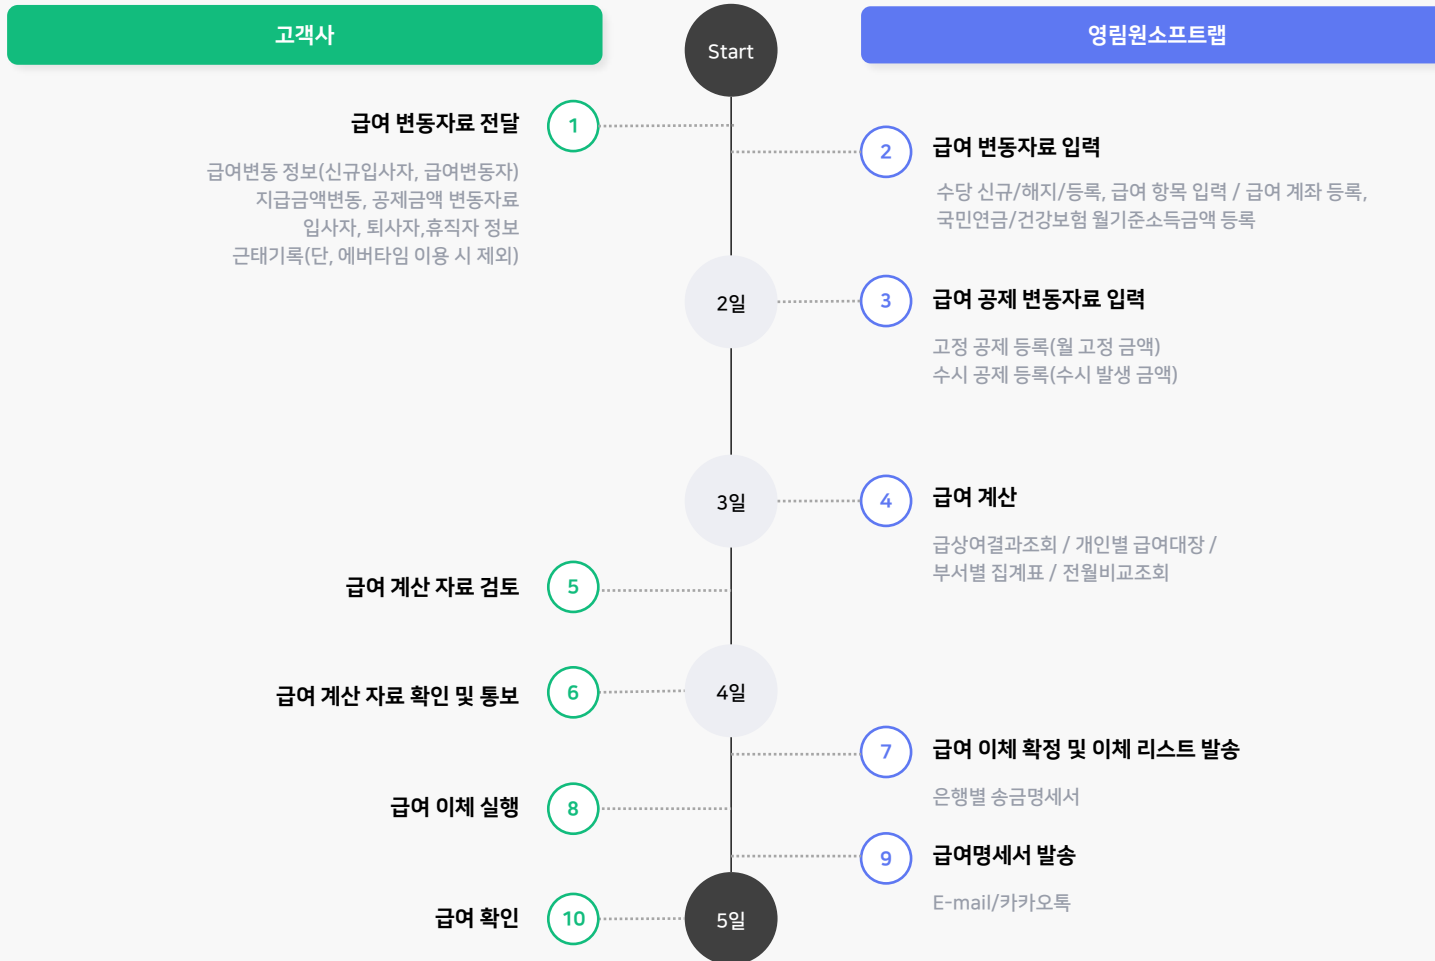 고객사
Start
영림원소프트랩
급여 변동자료 전달
1
급여변동 정보(신규입사자, 급여변동자)
지급금액변동, 공제금액 변동자료
입사자, 퇴사자,휴직자 정보
근태기록(단, 에버타임 이용 시 제외)
2
급여 변동자료 입력
수당 신규/해지/등록, 급여 항목 입력 / 급여 계좌 등록,
국민연금/건강보험 월기준소득금액 등록
2일
3
급여 공제 변동자료 입력
고정 공제 등록(월 고정 금액)
수시 공제 등록(수시 발생 금액)
3일
4
급여 계산
급상여결과조회 / 개인별 급여대장 /
부서별 집계표 / 전월비교조회
급여 계산 자료 검토
5
급여 계산 자료 확인 및 통보
6
4일
7
급여 이체 확정 및 이체 리스트 발송
은행별 송금명세서
급여 이체 실행
8
9
급여명세서 발송
E-mail/카카오톡
급여 확인
10
5일